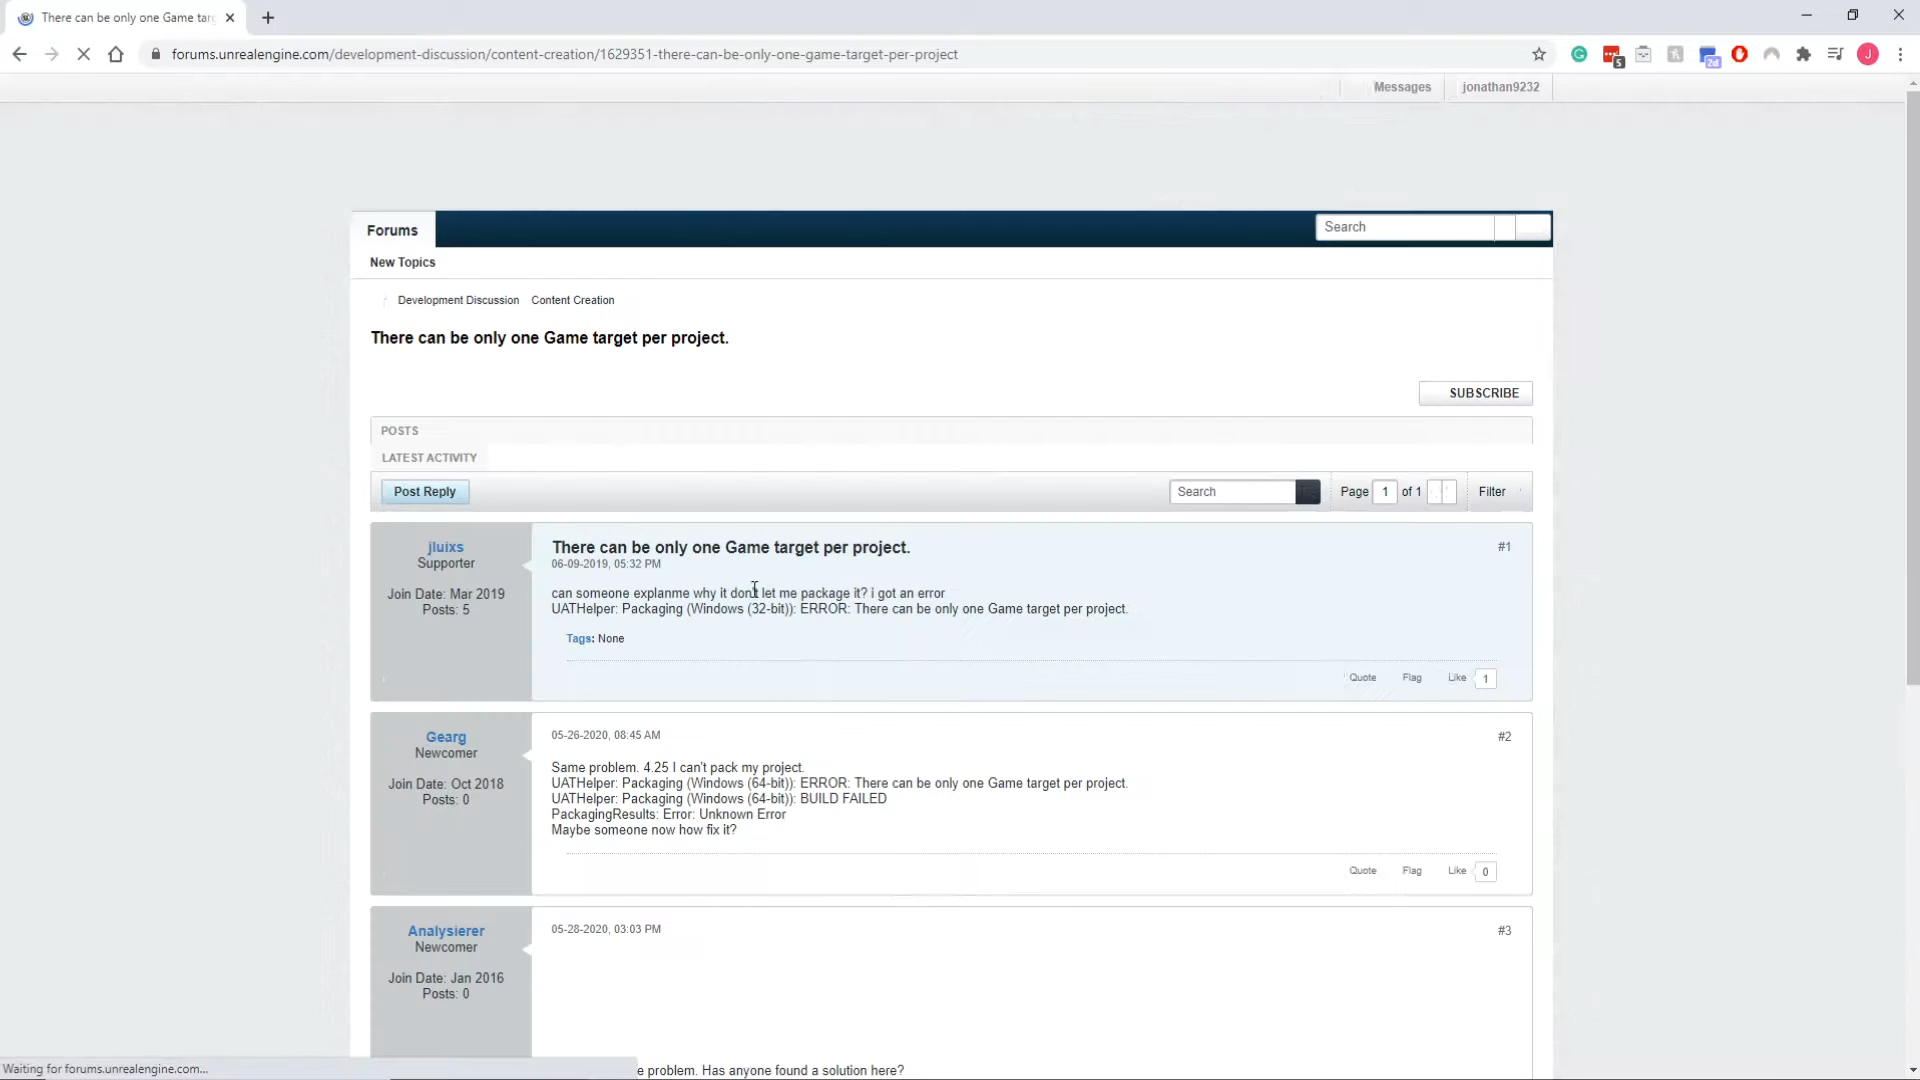 There can be only one Game tar
forums.unrealengine.com/development-discussion/content-creation/1629351-there-can-be-only-one-game-target-per-project
5
2d
J
Messages
jonathan9232
Forums
Search
New Topics
Development Discussion
Content Creation
There can be only one Game target per project.
SUBSCRIBE
POSTS
LATEST ACTIVITY
Post Reply
Search
Page 1 of 1
Filter
jluixs
Supporter
Join Date: Mar 2019
Posts: 5
There can be only one Game target per project.
#1
06-09-2019, 05:32 PM
can someone explanme why it dont let me package it? i got an error
UATHelper: Packaging (Windows (32-bit)): ERROR: There can be only one Game target per project.
Tags: None
Quote Flag Like 1
Gearg
Newcomer
Join Date: Oct 2018
Posts: 0
05-26-2020, 08:45 AM
#2
Same problem. 4.25 I can't pack my project.
UATHelper: Packaging (Windows (64-bit)): ERROR: There can be only one Game target per project.
UATHelper: Packaging (Windows (64-bit)): BUILD FAILED
PackagingResults: Error: Unknown Error
Maybe someone now how fix it?
Quote Flag Like 0
Analysierer
Newcomer
Join Date: Jan 2016
Posts: 0
05-28-2020, 03:03 PM
#3
e problem. Has anyone found a solution here?
Waiting for forums.unrealengine.com...